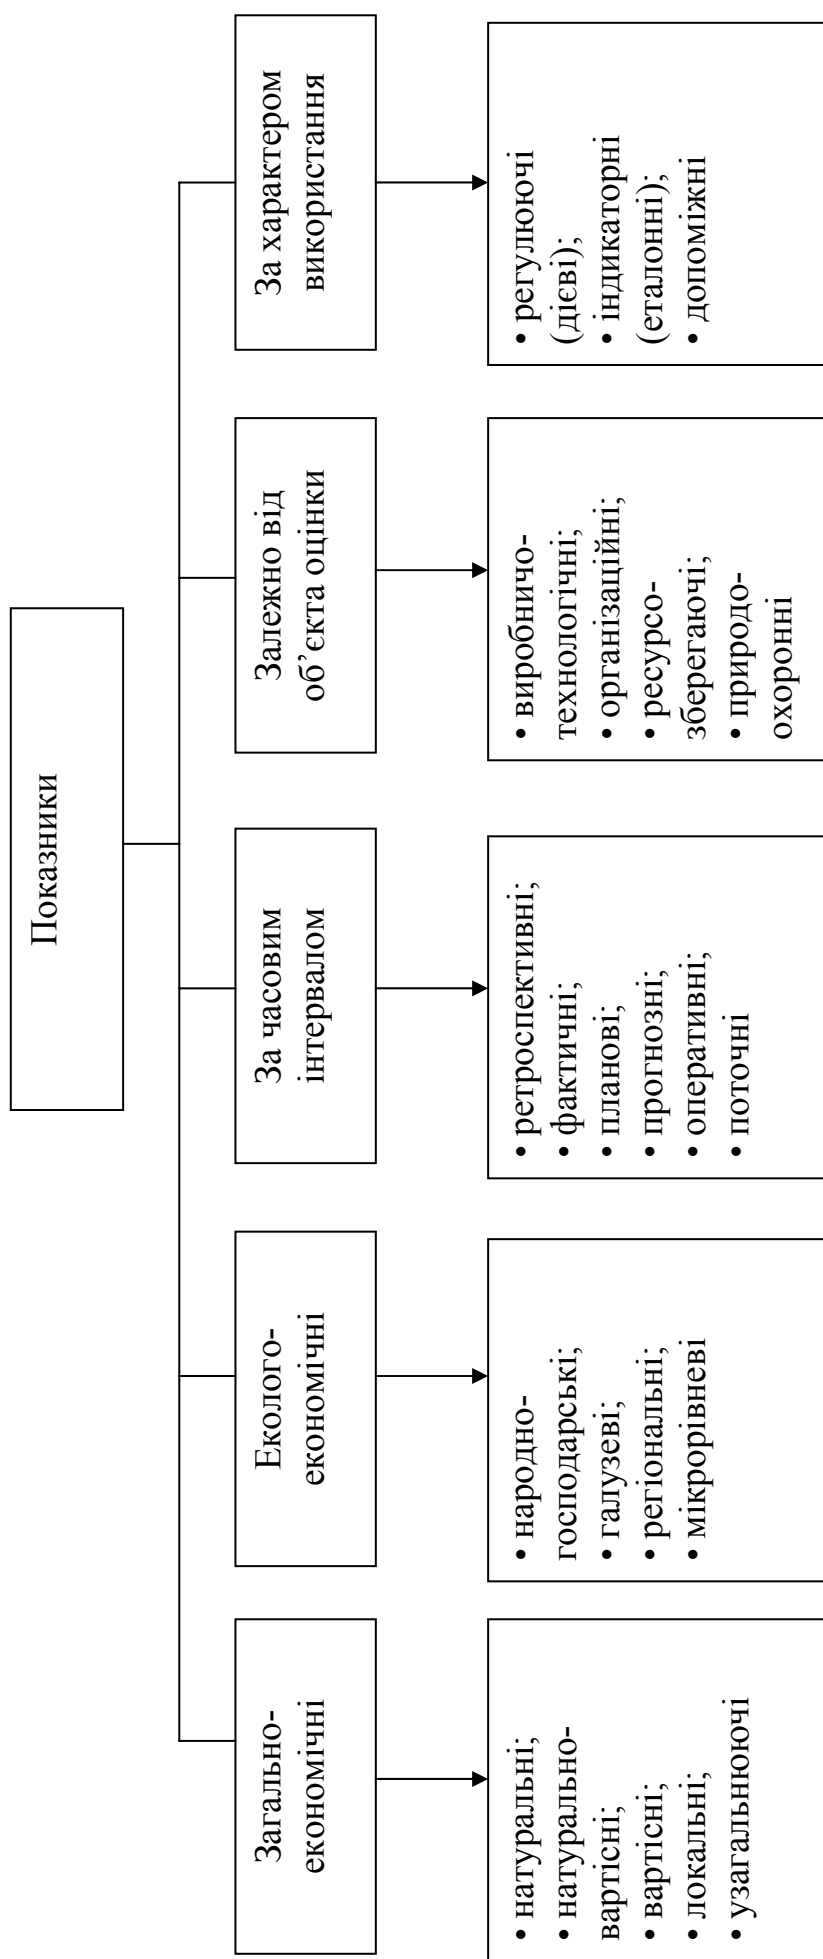 Показники
Загально-
економічні
Еколого-
економічні
За часовим
інтервалом
Залежно від
об’єкта оцінки
За характером
використання
• натуральні;
• натурально-
вартісні;
• вартісні;
• локальні;
• узагальнюючі
• народно-
господарські;
• галузеві;
• регіональні;
• мікрорівневі
• ретроспективні;
• фактичні;
• планові;
• прогнозні;
• оперативні;
• поточні
• виробничо-
технологічні;
• організаційні;
• ресурсо-
зберегаючі;
• природо-
охоронні
• регулюючі
(дієві);
• індикаторні
(еталонні);
• допоміжні